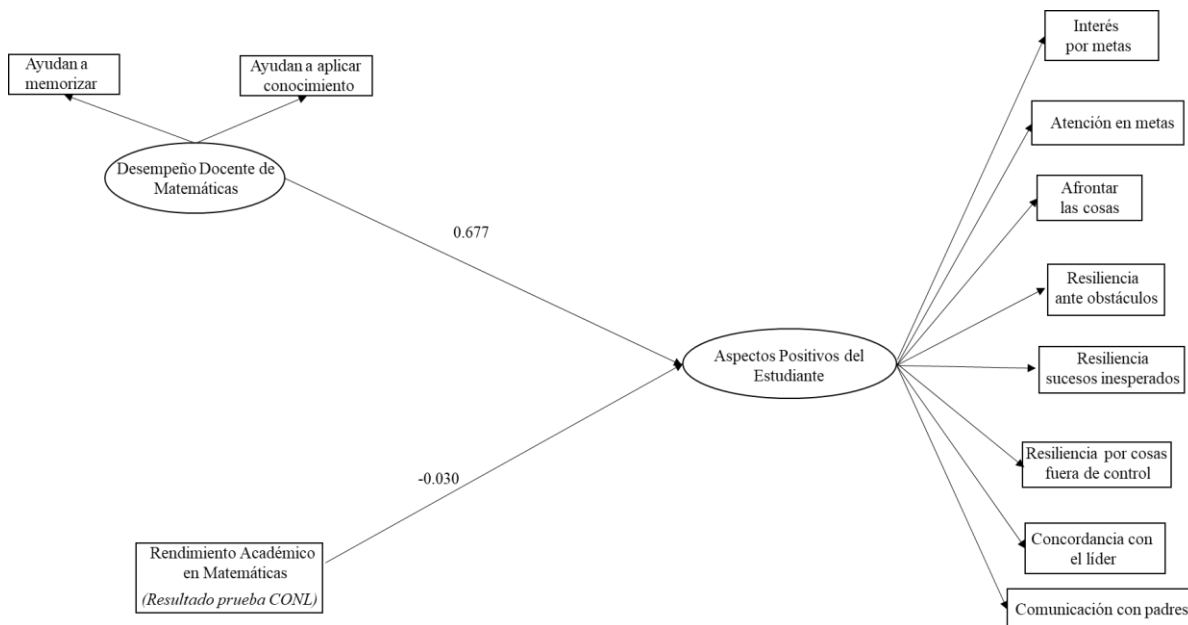 Ayudan a
memorizar
Ayudan a aplicar
conocimiento
Desempeño Docente de
Matemáticas
0.677
Rendimiento Académico
en Matemáticas
(Resultado prueba CONL)
-0.030
Aspectos Positivos del
Estudiante
Interés
por metas
Atención en metas
Afrontar
las cosas
Resiliencia
ante obstáculos
Resiliencia
sucesos inesperados
Resiliencia por cosas
fuera de control
Concordancia con
el líder
Comunicación con padres